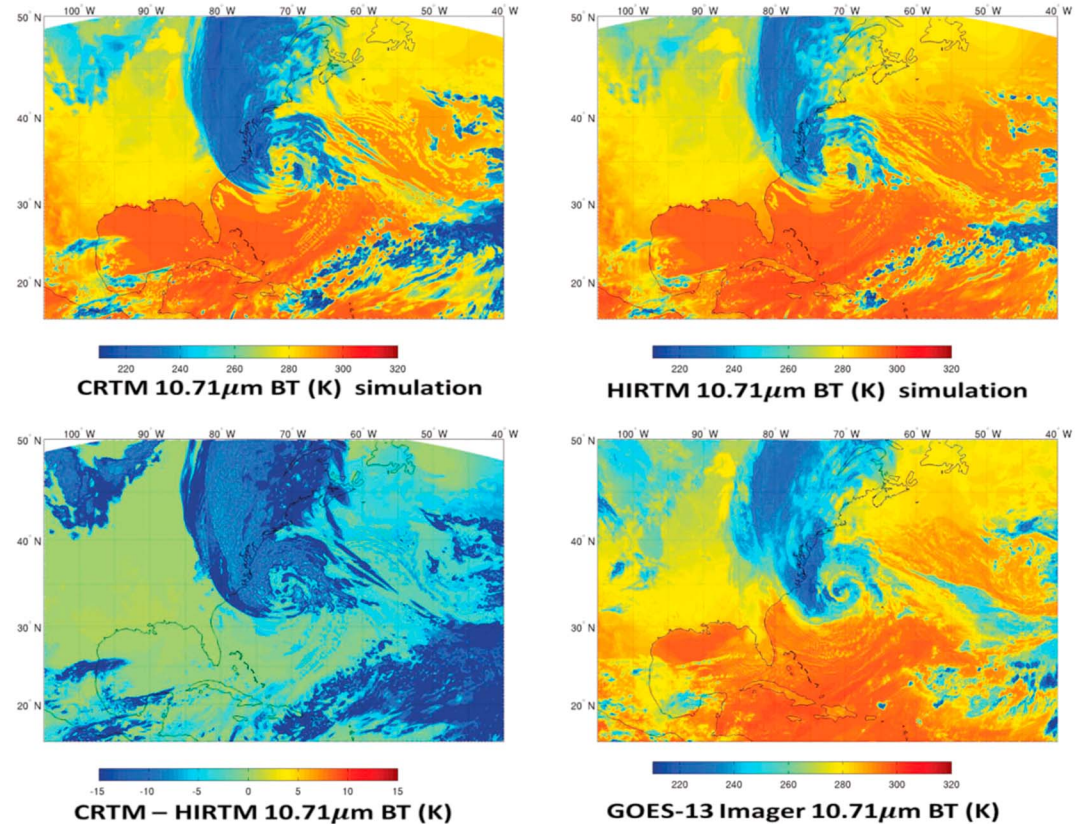 100° W 90° W 80° W 70° W 60° W 50° W 40° W
50° N
40° N
30° N
20° N
220 240 260 280 300 320
CRTM 10.71μm BT (K) simulation
100° W 90° W 80° W 70° W 60° W 50° W 40° W
50° N
40° N
30° N
20° N
220 240 260 280 300 320
HIRTM 10.71μm BT (K) simulation
100° W 90° W 80° W 70° W 60° W 50° W 40° W
50° N
40° N
30° N
20° N
-15 -10 -5 0 5 10 15
CRTM – HIRTM 10.71μm BT (K)
100° W 90° W 80° W 70° W 60° W 50° W 40° W
50° N
40° N
30° N
20° N
220 240 260 280 300 320
GOES-13 Imager 10.71μm BT (K)